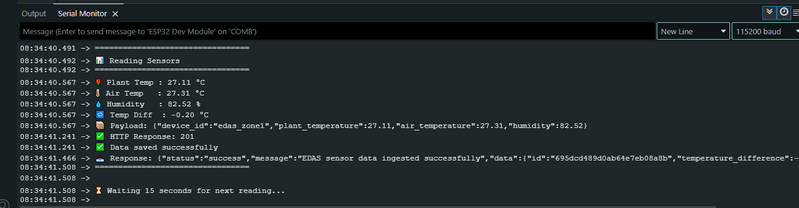 Output Serial Monitor
Message (Enter to send message to 'ESP32 Dev Module' on 'COM8')
New Line
115200 baud
08:34:40.491 -> =================================
08:34:40.492 -> 📊 Reading Sensors
08:34:40.492 -> =================================
08:34:40.567 -> 🌹 Plant Temp : 27.11 °C
08:34:40.567 -> 🌡 Air Temp : 27.31 °C
08:34:40.567 -> 💧 Humidity : 82.52 %
08:34:40.567 -> 🔁 Temp Diff : -0.20 °C
08:34:40.567 -> 📦 Payload: {"device_id":"edas_zone1","plant_temperature":27.11,"air_temperature":27.31,"humidity":82.52}
08:34:41.241 -> ✅ HTTP Response: 201
08:34:41.241 -> ✅ Data saved successfully
08:34:41.466 -> Response: {"status":"success","message":"EDAS sensor data ingested successfully","data":{"id":"695dcd489d0ab64e7eb08a8b","temperature_difference":-
08:34:41.508 -> =================================
08:34:41.508 ->
08:34:41.508 -> ⏳ Waiting 15 seconds for next reading...
08:34:41.508 ->